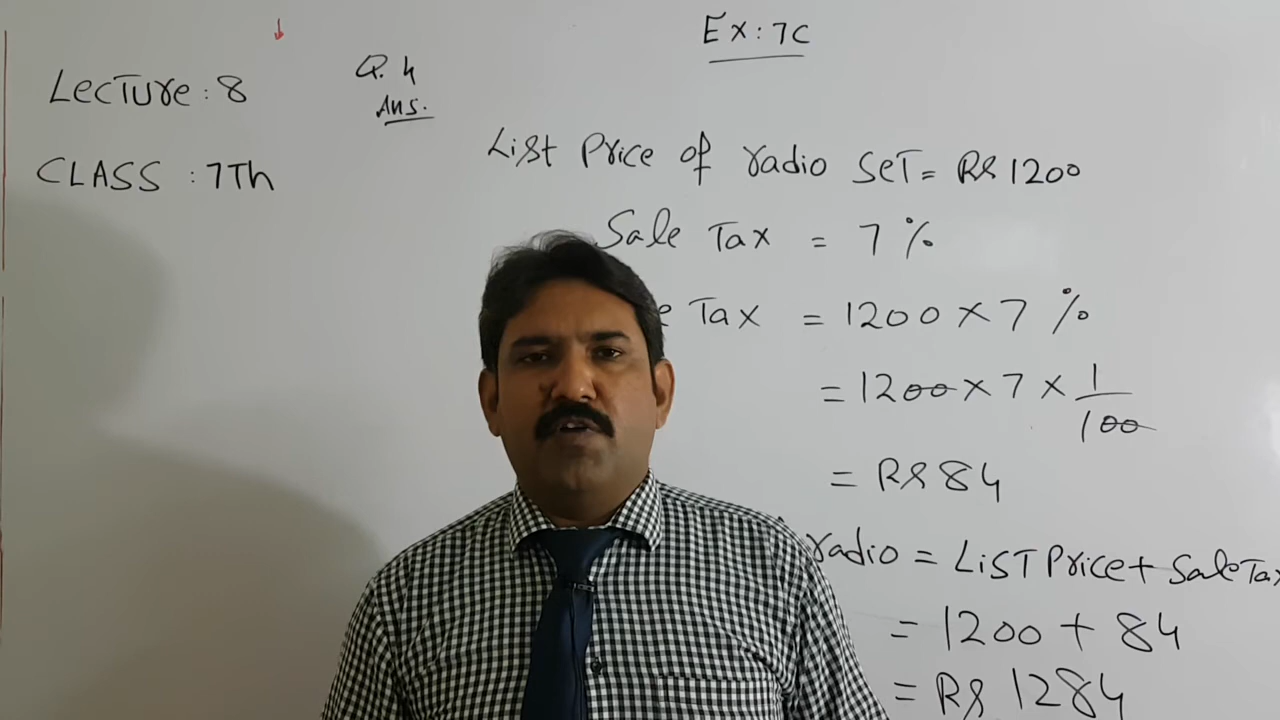 Ex: 7c
Lecture: 8
Q. 4
Ans.
CLASS : 7Th
List Price of radio Set = Rs 1200
Sale Tax = 7 %
Tax = 1200 × 7 %
= 1200 × 7 × 1/100
= Rs 84
radio = List Price + Sale Tax
= 1200 + 84
= Rs 1284